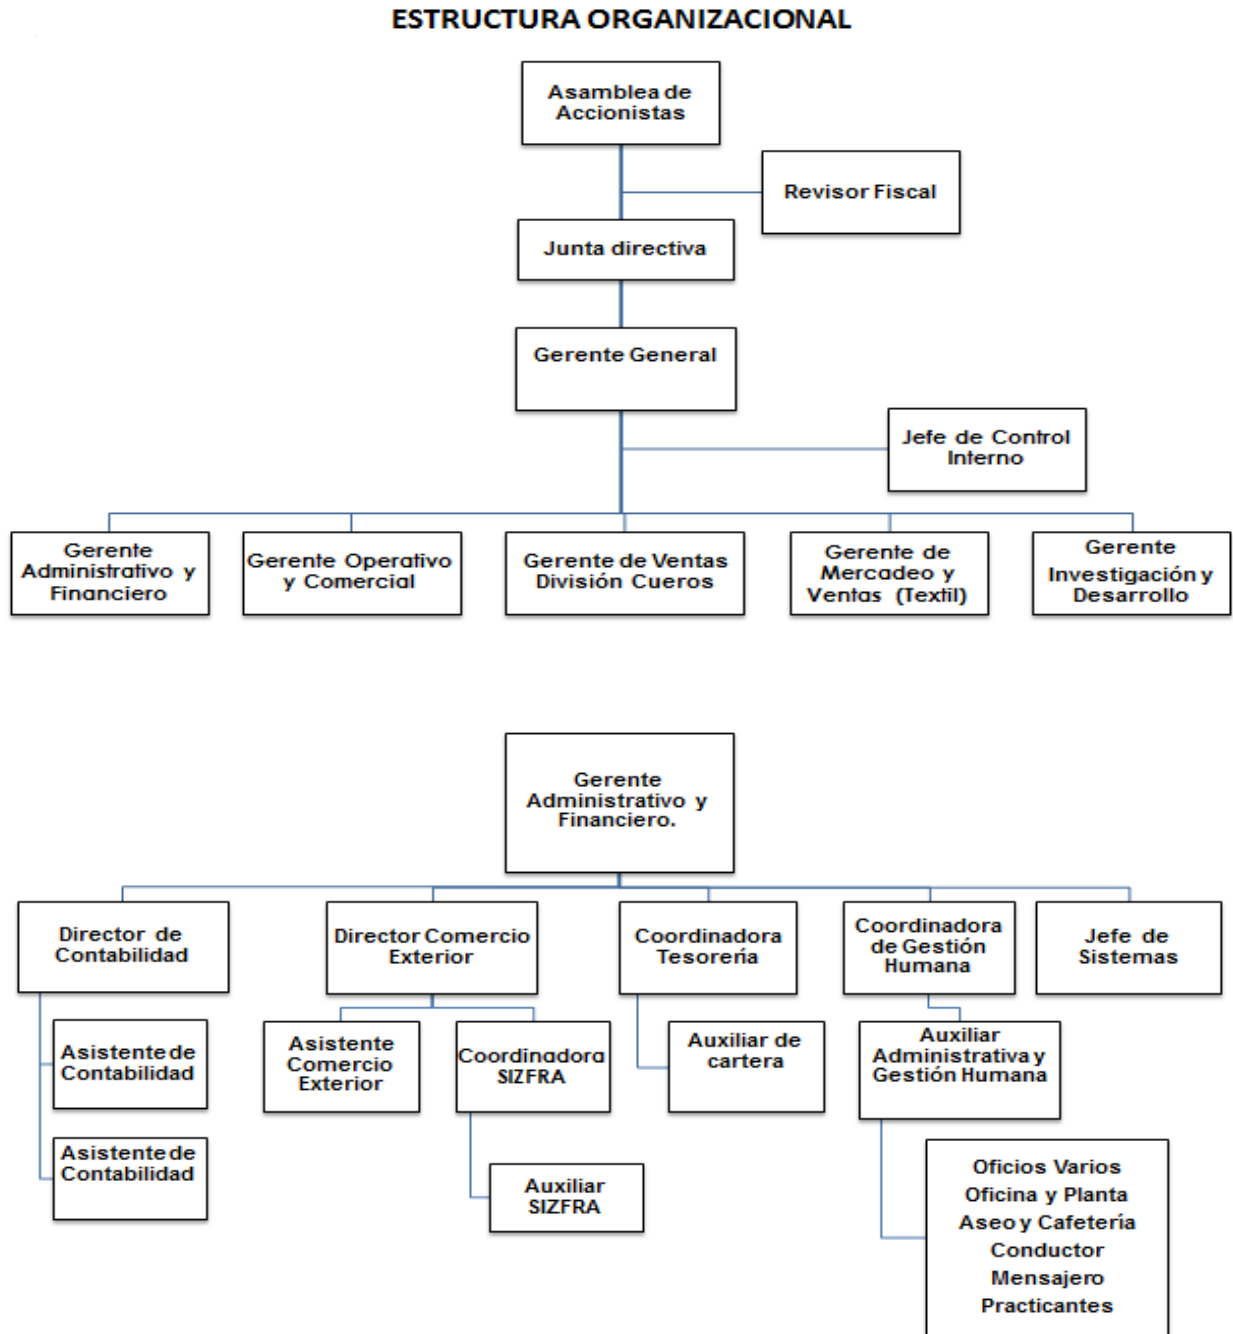 ESTRUCTURA ORGANIZACIONAL
Asamblea de
Accionistas
Revisor Fiscal
Junta directiva
Gerente General
Jefe de Control
Interno
Gerente
Administrativo y
Financiero
Gerente Operativo
y Comercial
Gerente de Ventas
División Cueros
Gerente de
Mercadeo y
Ventas (Textil)
Gerente
Investigación y
Desarrollo
Gerente
Administrativo y
Financiero.
Director de
Contabilidad
Director Comercio
Exterior
Coordinadora
Tesorería
Coordinadora
de Gestión
Humana
Jefe de
Sistemas
Asistente de
Contabilidad
Asistente
Comercio
Exterior
Coordinadora
SIZFRA
Auxiliar de
cartera
Auxiliar
Administrativa y
Gestión Humana
Asistente de
Contabilidad
Auxiliar
SIZFRA
Oficios Varios
Oficina y Planta
Aseo y Cafetería
Conductor
Mensajero
Practicantes